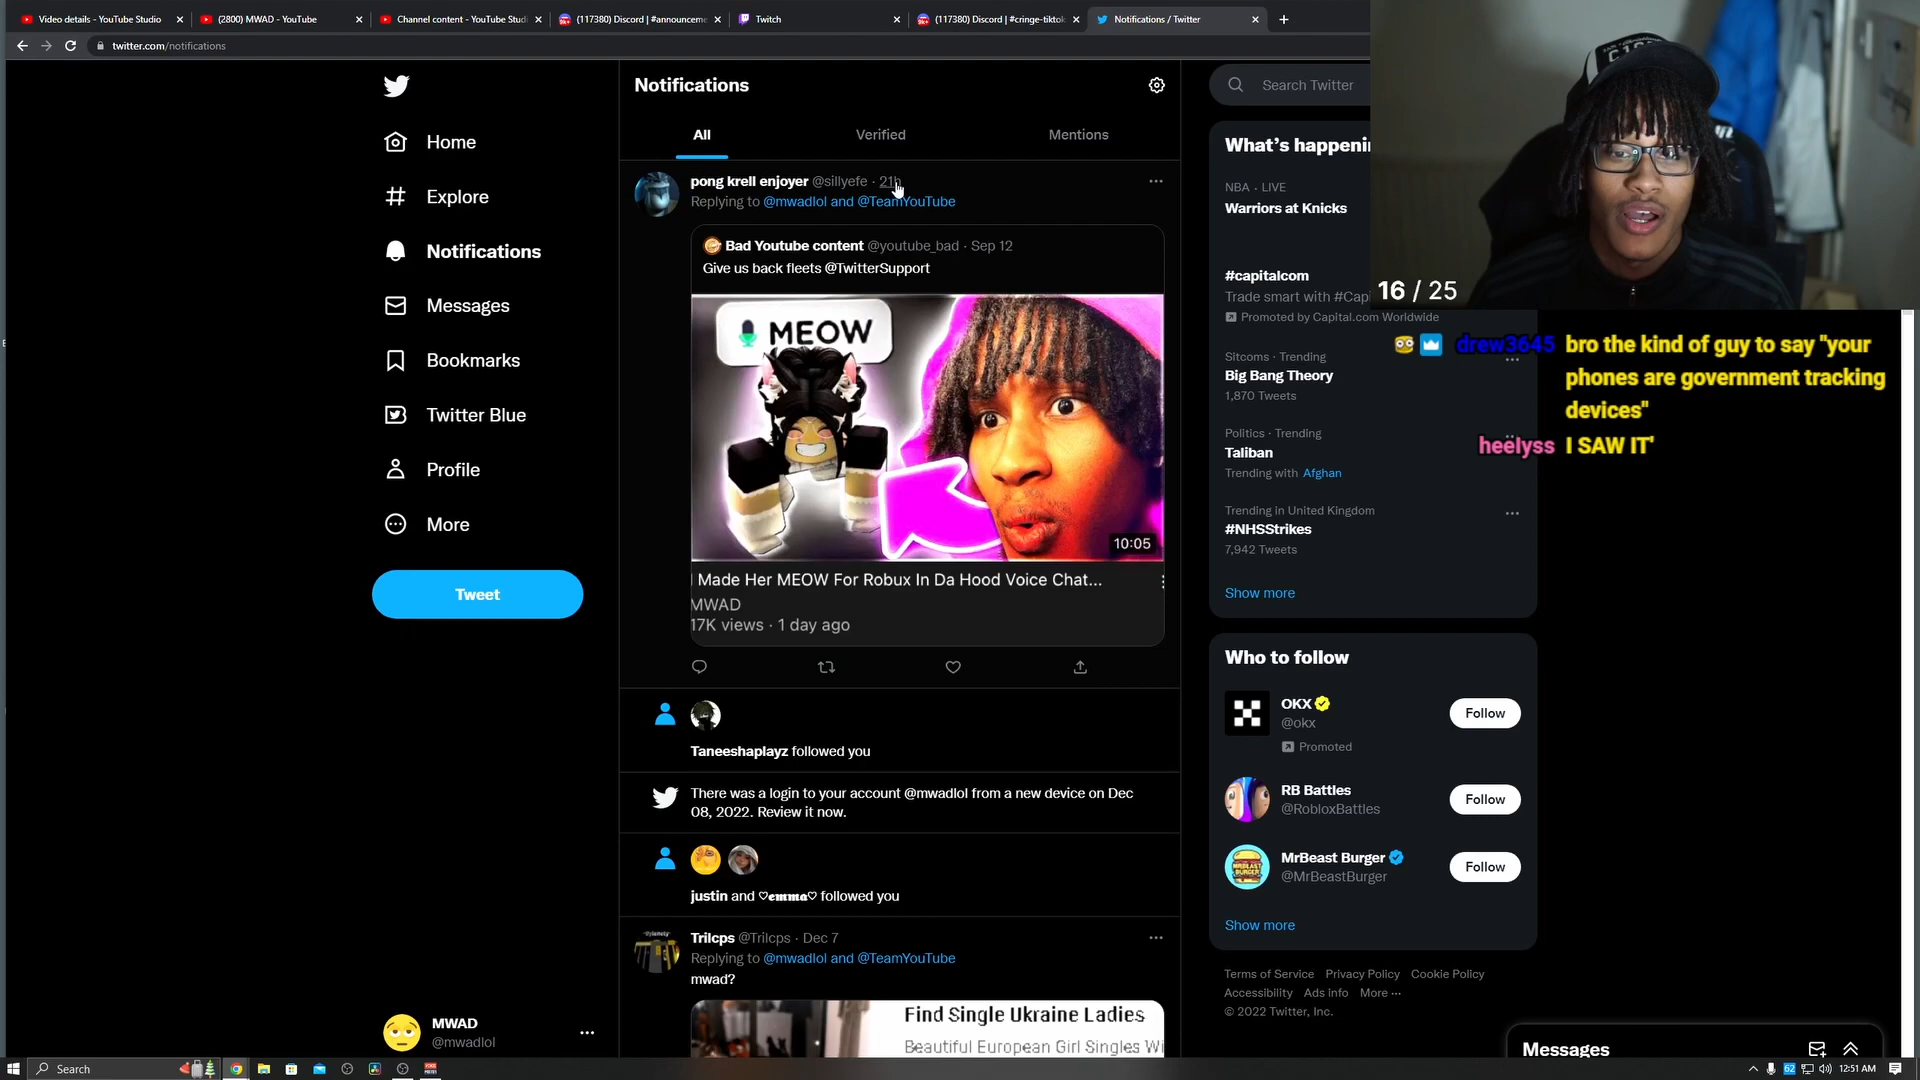 Video details - YouTube Studio
(2800) MWAD - YouTube
Channel content - YouTube Studi
(117380) Discord | #announceme
Twitch
(117380) Discord | #cringe-tiktok
Notifications / Twitter
twitter.com/notifications
Home
Explore
Notifications
Messages
Bookmarks
Twitter Blue
Profile
More
Tweet
MWAD
@mwadlol
Notifications
All
Verified
Mentions
pong krell enjoyer @sillyefe · 21h
Replying to @mwadlol and @TeamYouTube
Bad Youtube content @youtube_bad · Sep 12
Give us back fleets @TwitterSupport
MEOW
10:05
I Made Her MEOW For Robux In Da Hood Voice Chat...
MWAD
17K views · 1 day ago
Taneeshaplayz followed you
There was a login to your account @mwadlol from a new device on Dec
08, 2022. Review it now.
justin and ♡𝖊𝖒𝖒𝖆♡ followed you
Trilcps @Trilcps · Dec 7
Replying to @mwadlol and @TeamYouTube
mwad?
Find Single Ukraine Ladies
Beautiful European Girl Singles Wi
Search Twitter
What's happenin
NBA · LIVE
Warriors at Knicks
#capitalcom
Trade smart with #Capi
Promoted by Capital.com Worldwide
Sitcoms · Trending
Big Bang Theory
1,870 Tweets
Politics · Trending
Taliban
Trending with Afghan
Trending in United Kingdom
#NHSStrikes
7,942 Tweets
Show more
Who to follow
OKX
@okx
Promoted
Follow
RB Battles
@RobloxBattles
Follow
MrBeast Burger
@MrBeastBurger
Follow
Show more
Terms of Service Privacy Policy Cookie Policy
Accessibility Ads info More ···
© 2022 Twitter, Inc.
Messages
16 / 25
drew3645 bro the kind of guy to say "your
phones are government tracking
devices"
heelyss I SAW IT'
Search
62
12:51 AM